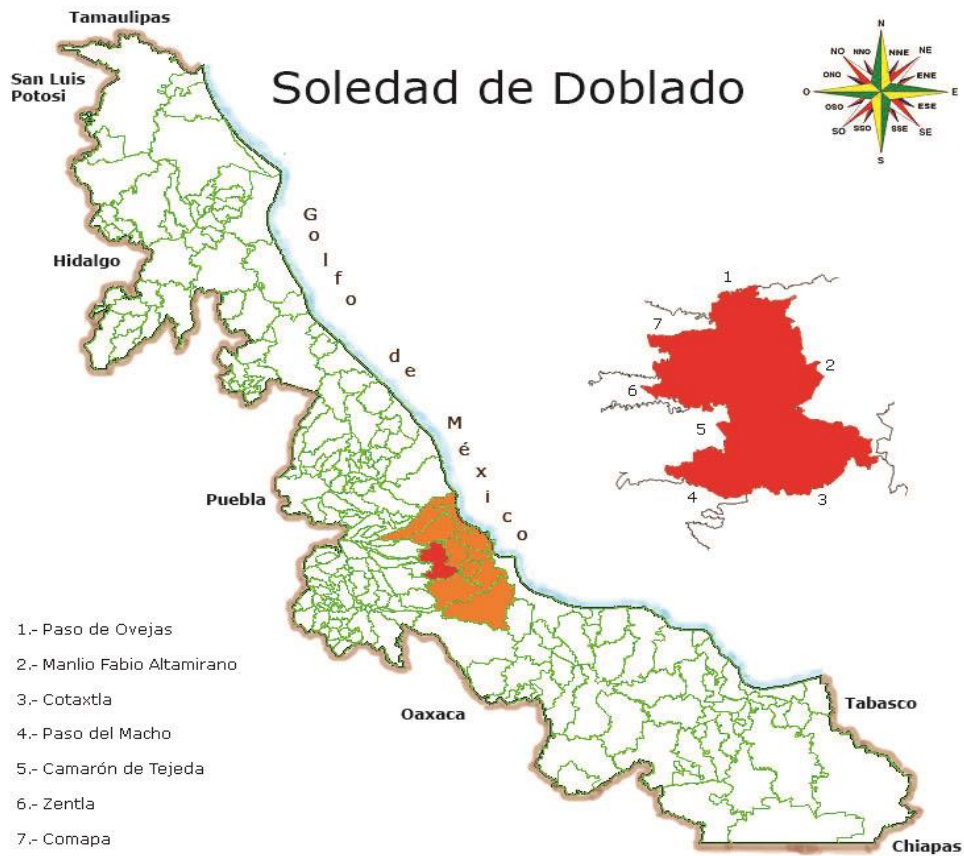 Tamaulipas
San Luis
Potosi
Soledad de Doblado
N
NNO
NNE
NO
NE
ONO
ENE
O
E
OSO
ESE
SO
SSO
SSE
SE
S
Golfo de México
Hidalgo
1
7
2
6
5
4
3
Puebla
1.- Paso de Ovejas
2.- Manlio Fabio Altamirano
3.- Cotaxtla
4.- Paso del Macho
5.- Camarón de Tejeda
6.- Zentla
7.- Comapa
Oaxaca
Tabasco
Chiapas